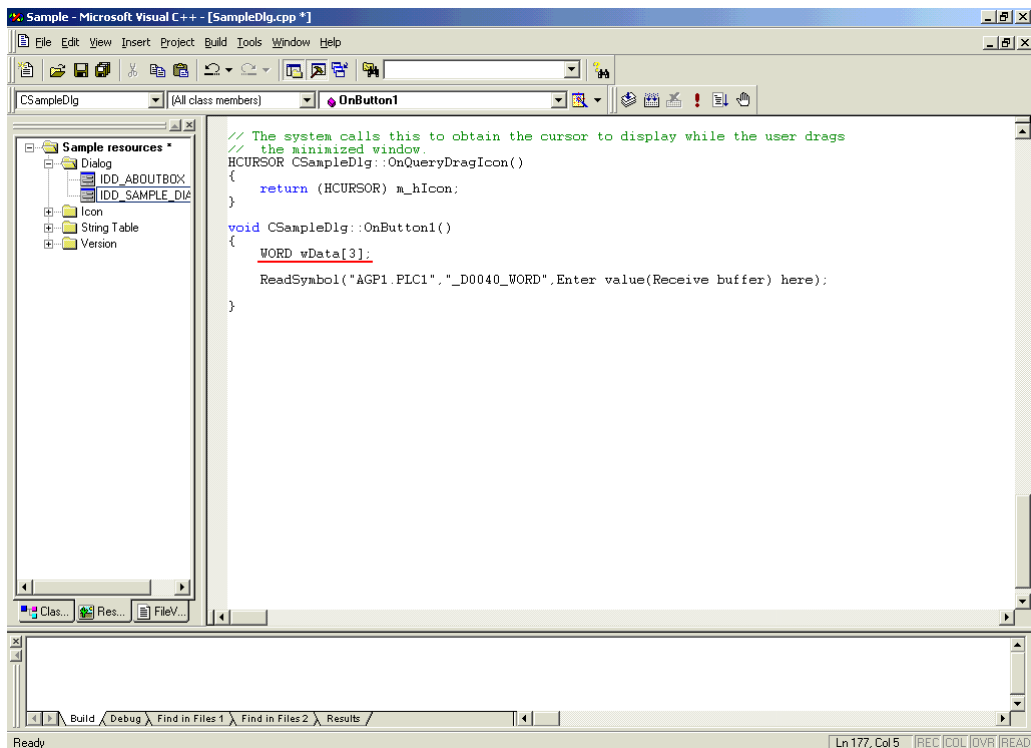 Sample - Microsoft Visual C++ - [SampleDlg.cpp *]
File Edit View Insert Project Build Tools Window Help
CSampleDlg (All class members) OnButton1
Sample resources *
Dialog
IDD_ABOUTBOX
IDD_SAMPLE_DIA
Icon
String Table
Version
Clas... Res... FileV...
// The system calls this to obtain the cursor to display while the user drags
//  the minimized window.
HCURSOR CSampleDlg::OnQueryDragIcon()
{
return (HCURSOR) m_hIcon;
}
void CSampleDlg::OnButton1()
{
WORD wData[3];
ReadSymbol("AGP1.PLC1","_D0040_WORD",Enter value(Receive buffer) here);
}
Build Debug Find in Files 1 Find in Files 2 Results
Ready Ln 177, Col 5 REC COL OVR READ